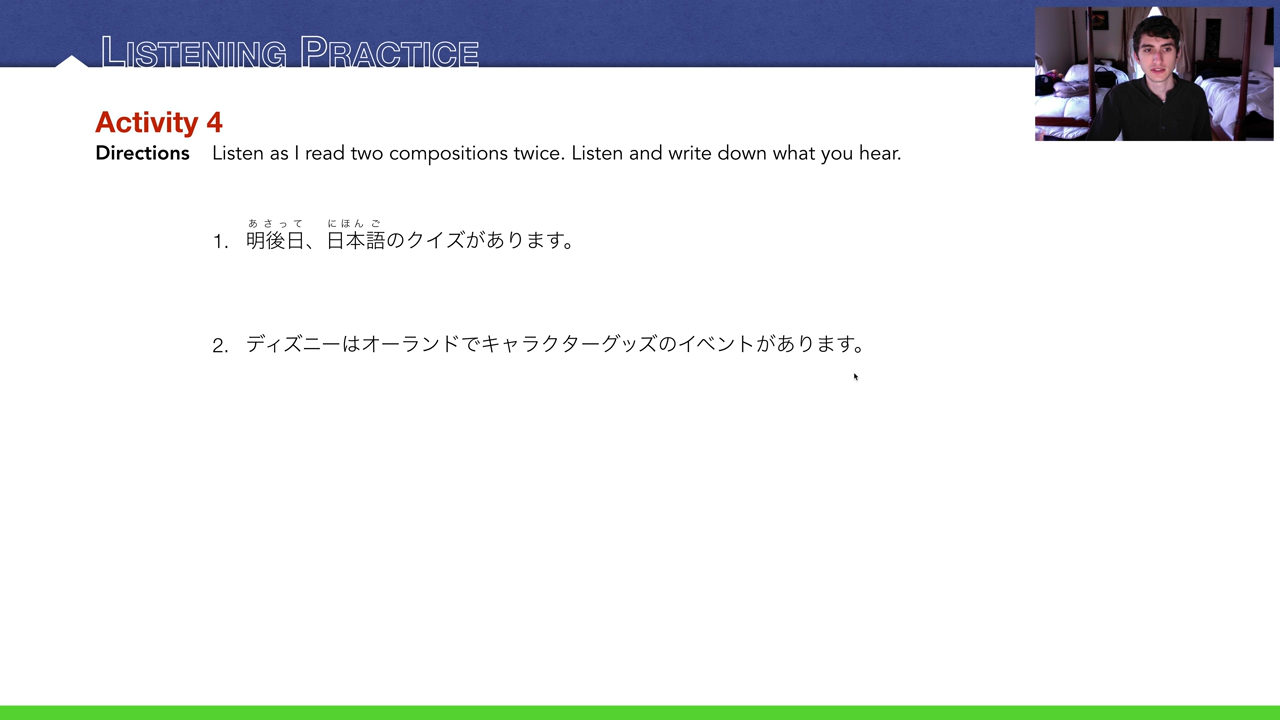 LISTENING PRACTICE
Activity 4
Directions Listen as I read two compositions twice. Listen and write down what you hear.
あさって にほんご
1. 明後日、日本語のクイズがあります。
2. ディズニーはオーランドでキャラクターグッズのイベントがあります。